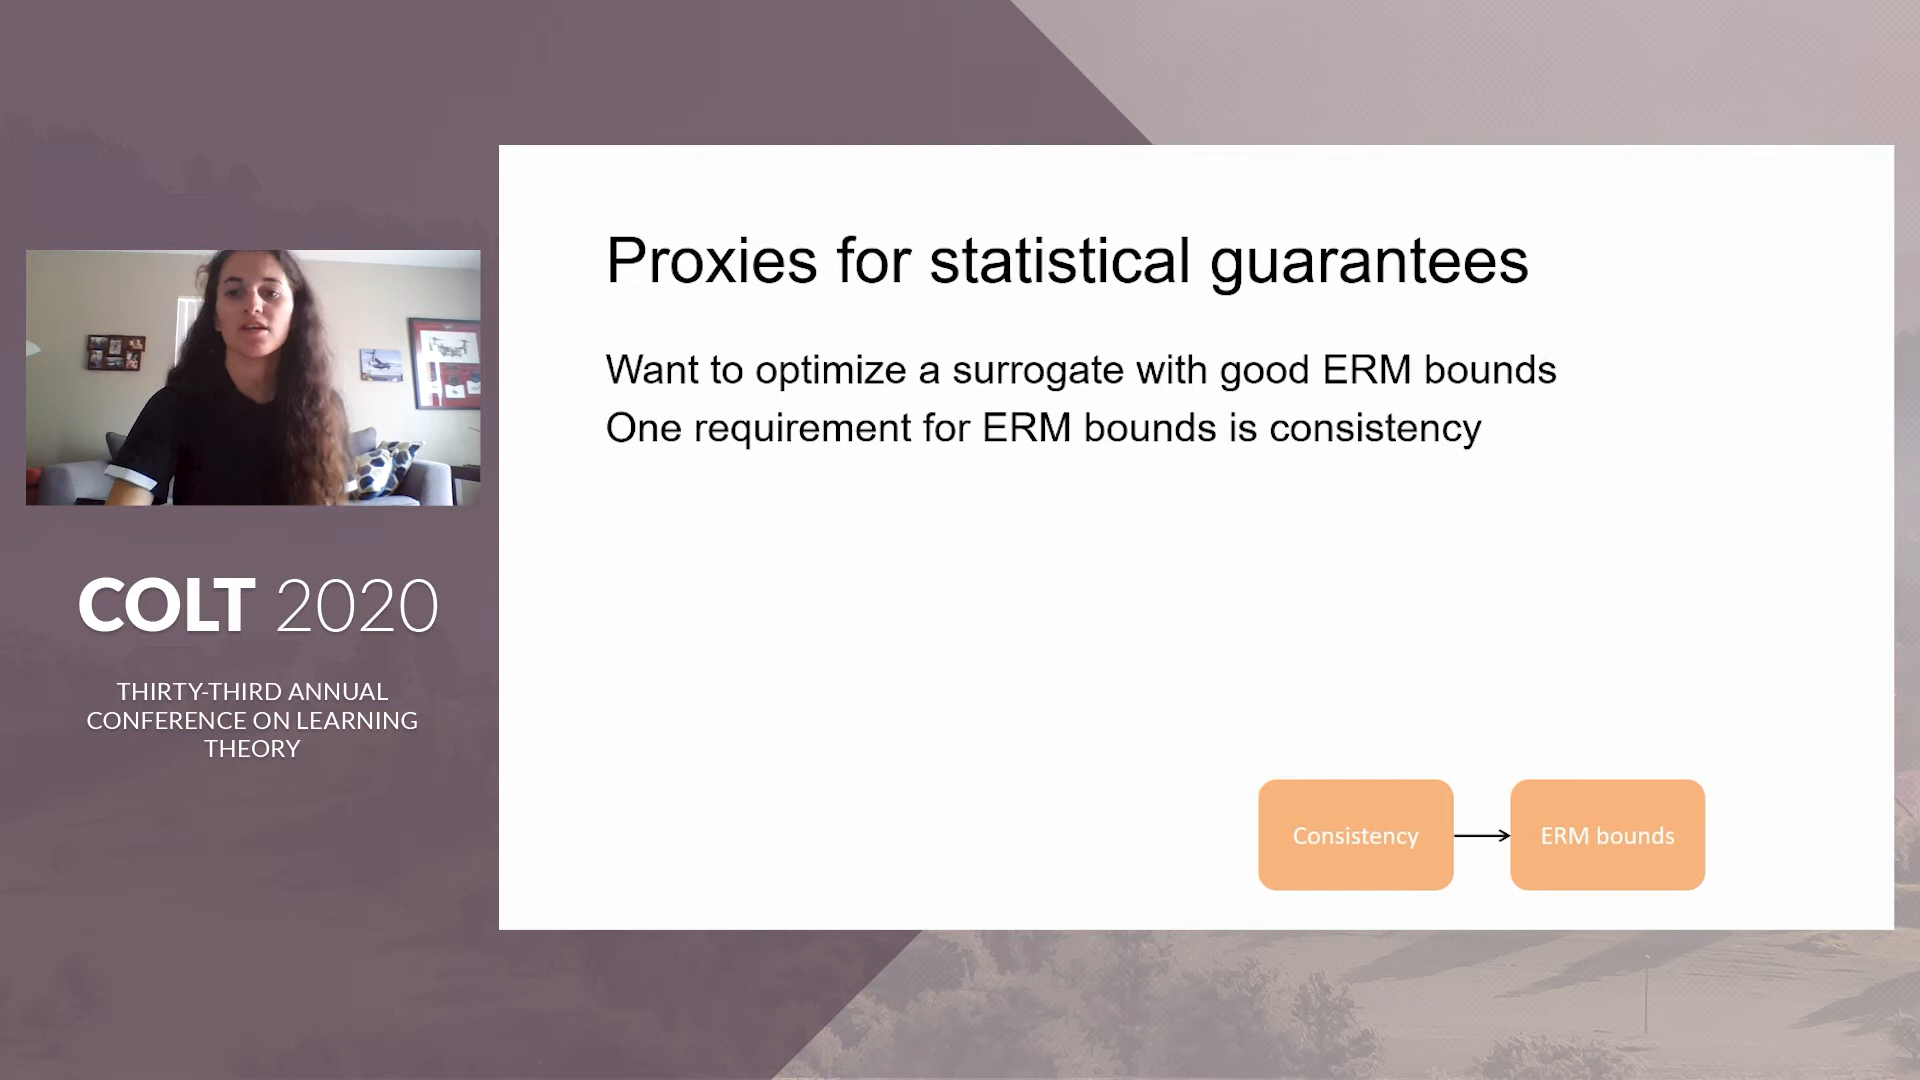 Proxies for statistical guarantees
Want to optimize a surrogate with good ERM bounds
One requirement for ERM bounds is consistency
Consistency
ERM bounds
COLT 2020
THIRTY-THIRD ANNUAL
CONFERENCE ON LEARNING
THEORY